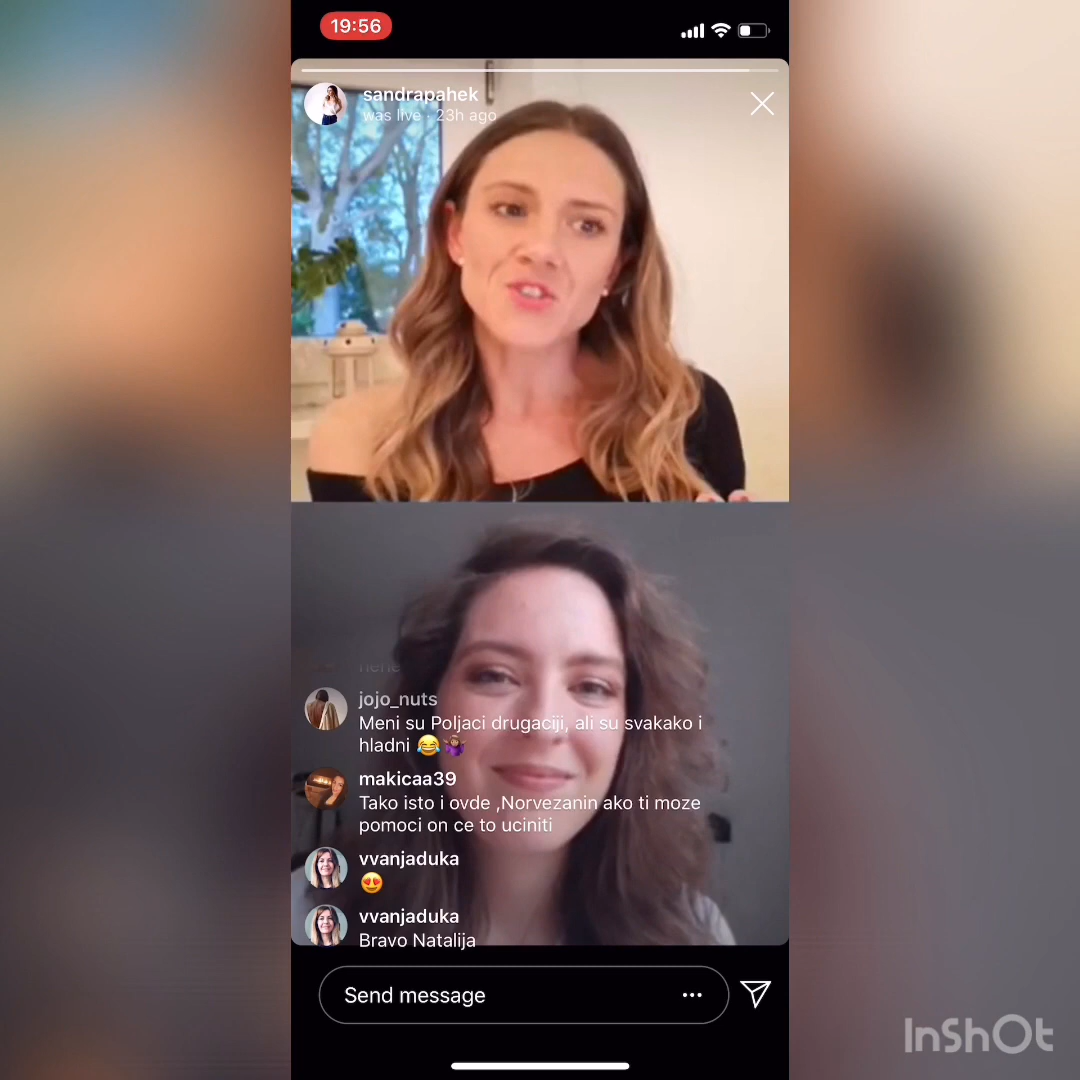 19:56
sandrapahek
was live · 23h ago
hehe
jojo_nuts
Meni su Poljaci drugaciji, ali su svakako i
hladni 😂🤷🏾‍♀️
makicaa39
Tako isto i ovde ,Norvezanin ako ti moze
pomoci on ce to uciniti
vvanjaduka
😍
vvanjaduka
Bravo Natalija
Send message
InShOt